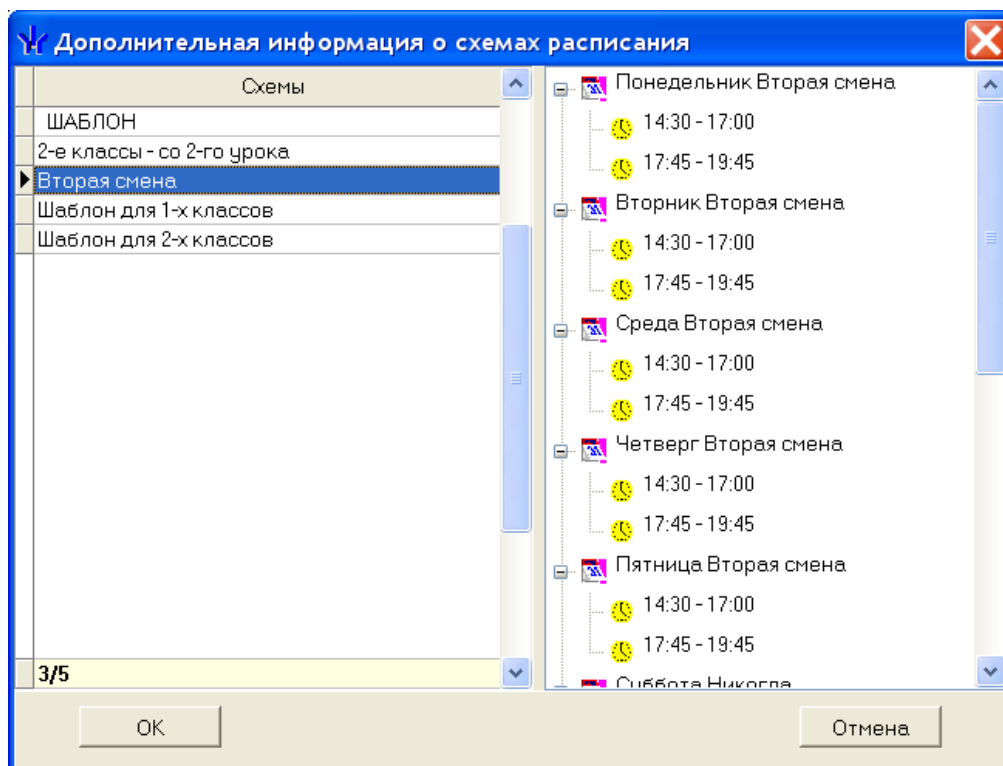 Дополнительная информация о схемах расписания
Схемы
ШАБЛОН
2-е классы - со 2-го урока
Вторая смена
Шаблон для 1-х классов
Шаблон для 2-х классов
3/5
Понедельник Вторая смена
14:30 - 17:00
17:45 - 19:45
Вторник Вторая смена
14:30 - 17:00
17:45 - 19:45
Среда Вторая смена
14:30 - 17:00
17:45 - 19:45
Четверг Вторая смена
14:30 - 17:00
17:45 - 19:45
Пятница Вторая смена
14:30 - 17:00
17:45 - 19:45
Суббота Никогда
ОК
Отмена